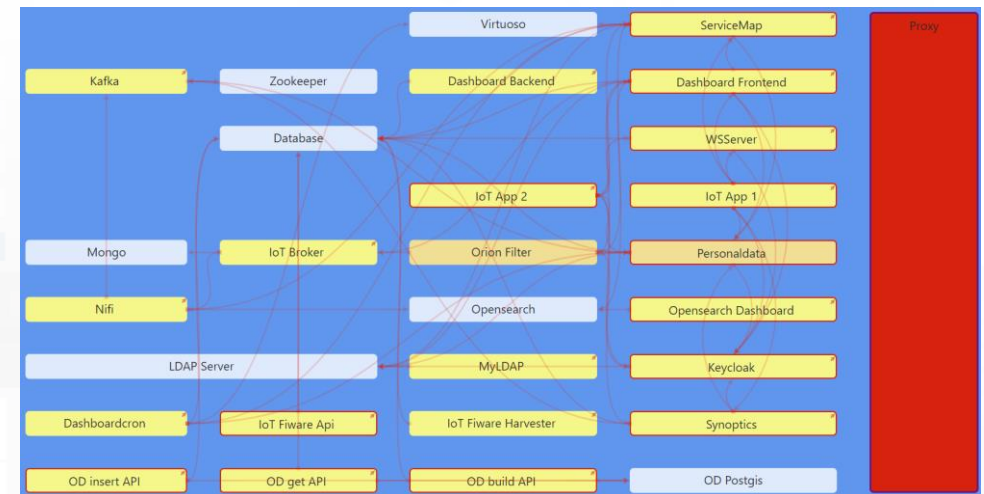 Virtuoso
ServiceMap
Proxy
Kafka
Zookeeper
Dashboard Backend
Dashboard Frontend
Database
WSServer
IoT App 2
IoT App 1
Mongo
IoT Broker
Orion Filter
Personaldata
Nifi
Opensearch
Opensearch Dashboard
LDAP Server
MyLDAP
Keycloak
Dashboardcron
IoT Fiware Api
IoT Fiware Harvester
Synoptics
OD insert API
OD get API
OD build API
OD Postgis